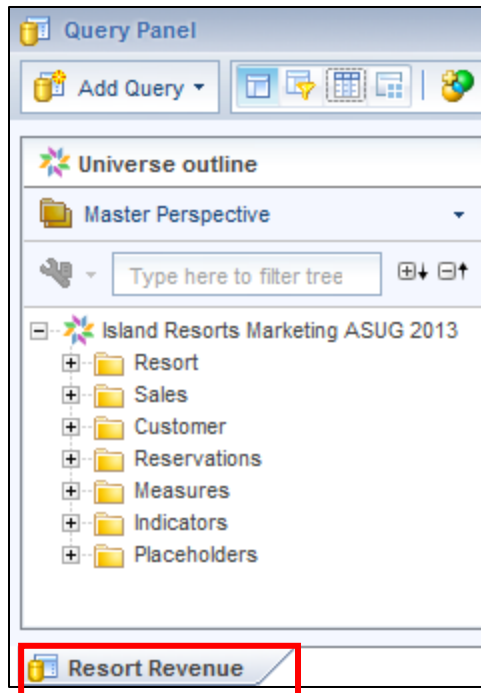 Query Panel
Add Query
Universe outline
Master Perspective
Type here to filter tree
Island Resorts Marketing ASUG 2013
Resort
Sales
Customer
Reservations
Measures
Indicators
Placeholders
Resort Revenue